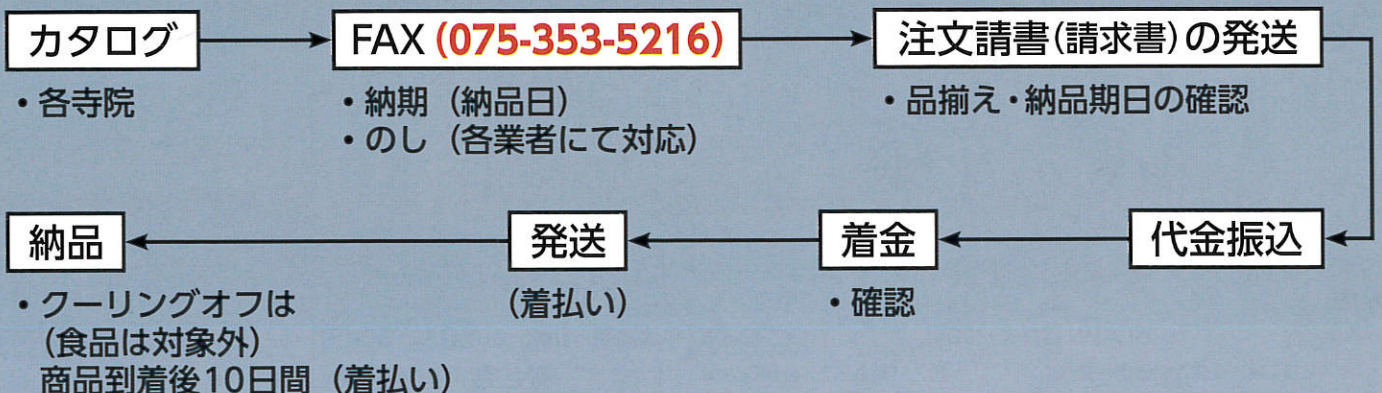 カタログ
・各寺院
FAX(075-353-5216)
・納期（納品日）
・のし（各業者にて対応）
注文請書(請求書)の発送
・品揃え・納品期日の確認
代金振込
着金
・確認
発送
（着払い）
納品
・クーリングオフは
（食品は対象外）
商品到着後10日間（着払い）